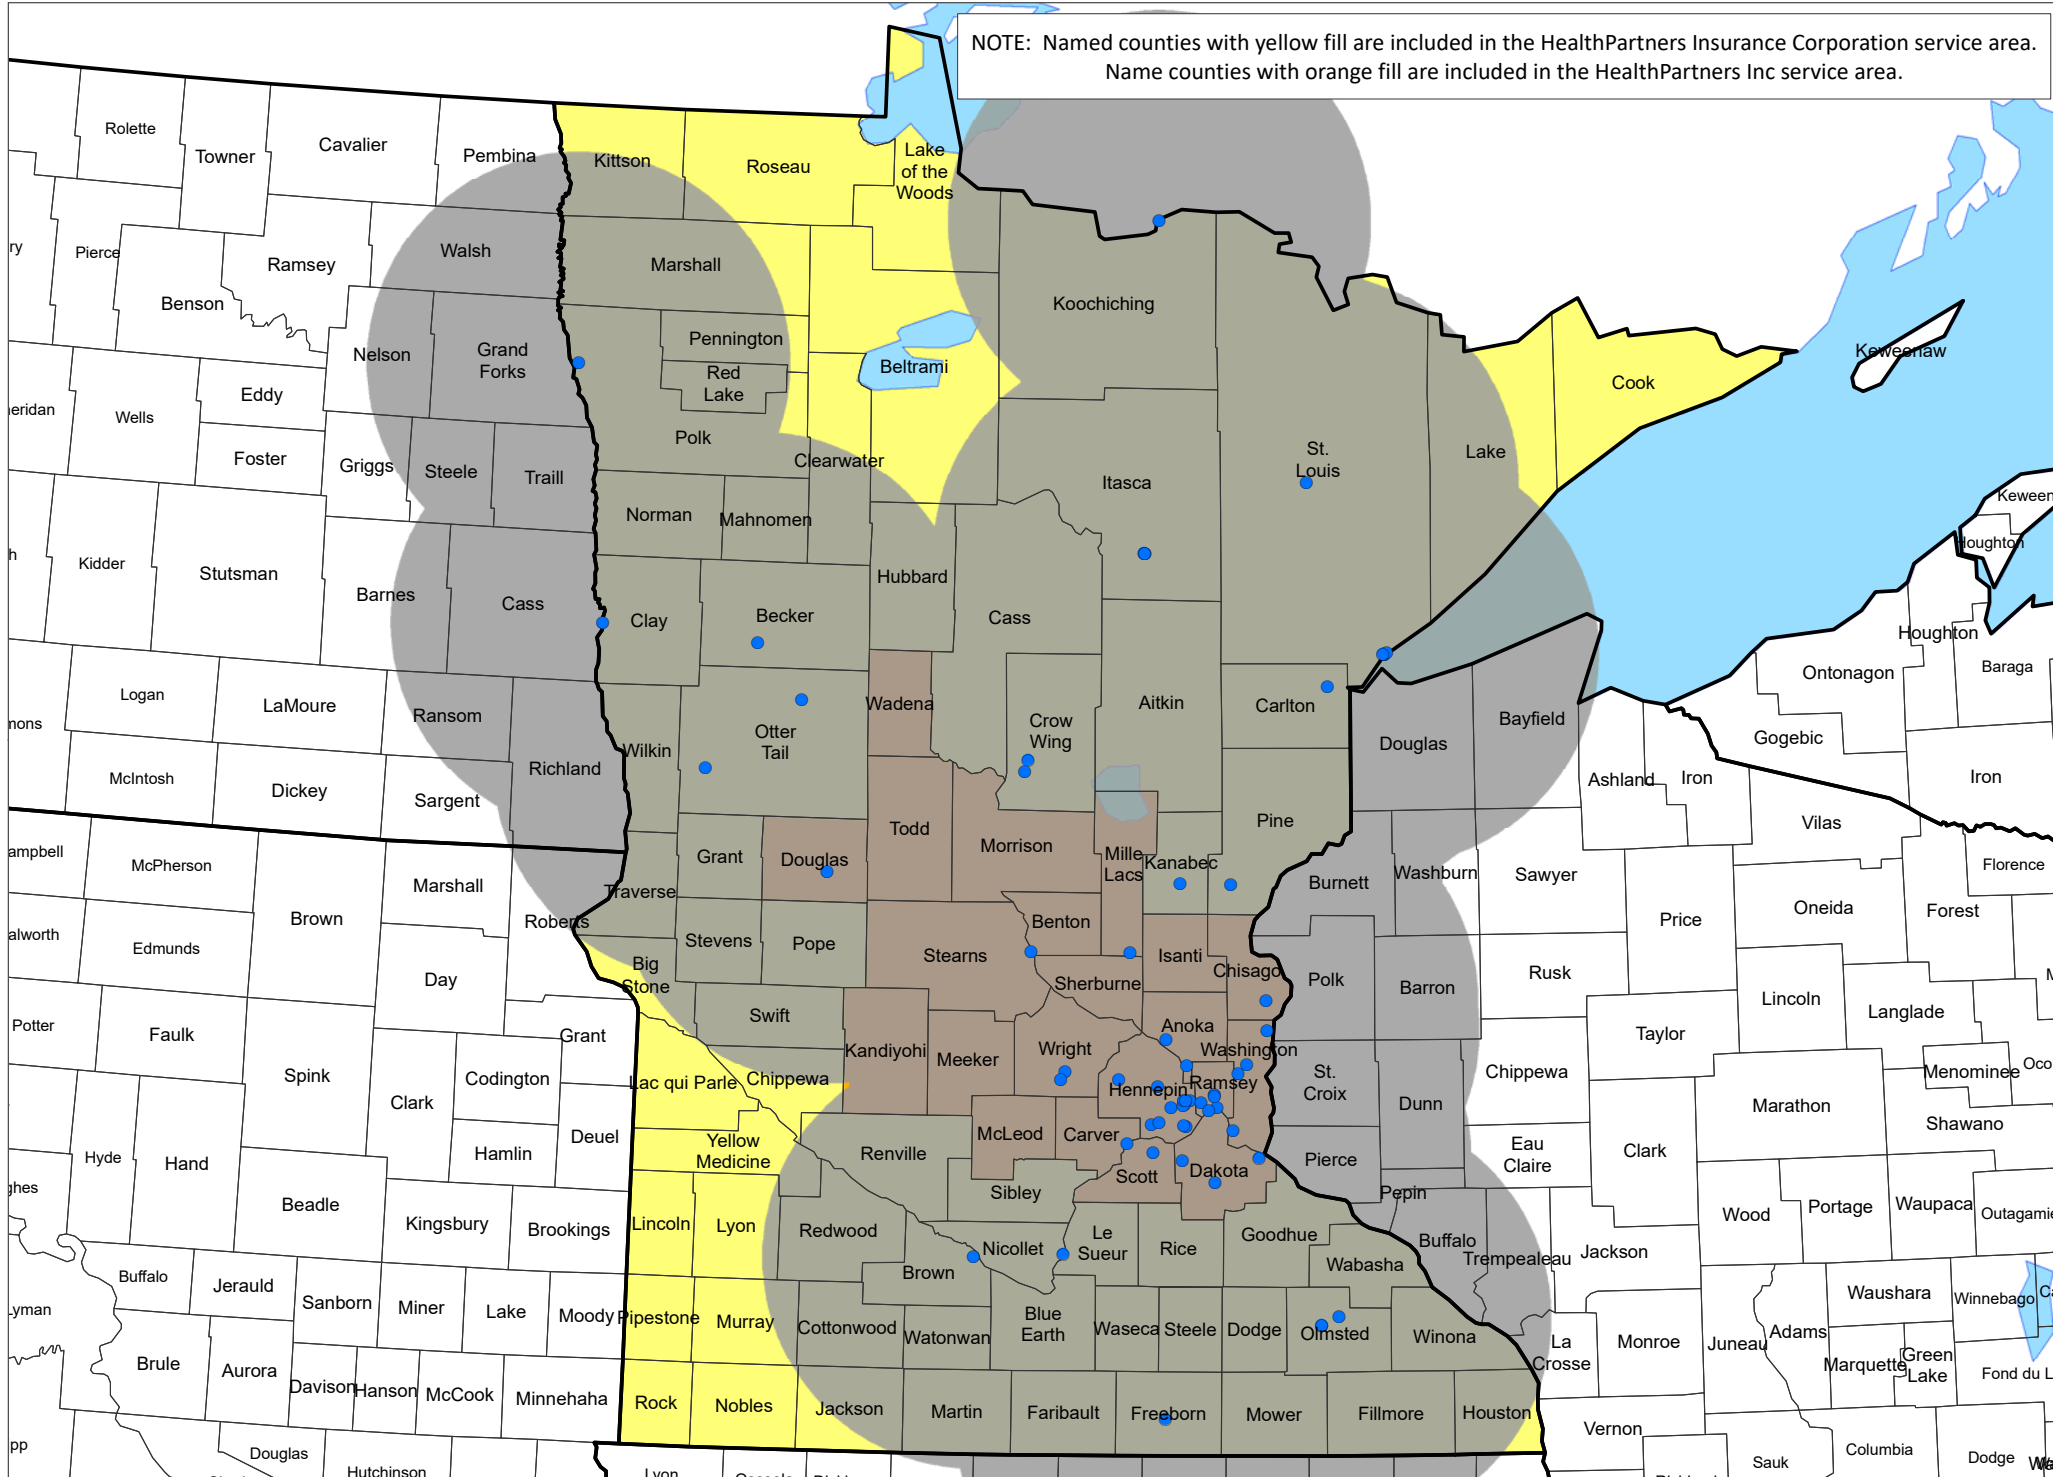 NOTE:  Named counties with yellow fill are included in the HealthPartners Insurance Corporation service area.
Name counties with orange fill are included in the HealthPartners Inc service area.
Rolette
Towner
Cavalier
Pembina
Kittson
Roseau
Lake
of the
Woods
ry
Pierce
Benson
Ramsey
Walsh
Marshall
Koochiching
Nelson
Grand
Forks
Pennington
Red
Lake
Beltrami
Keweenaw
Cook
eridan
Wells
Eddy
Foster
Griggs
Steele
Traill
Polk
Clearwater
Itasca
St.
Louis
Lake
Keween
Houghton
h
Kidder
Stutsman
Barnes
Cass
Norman
Mahnomen
Clay
Becker
Hubbard
Cass
Houghton
Baraga
Ontonagon
mons
Logan
LaMoure
Ransom
Wilkin
Otter
Tail
Wadena
Crow
Wing
Aitkin
Carlton
Douglas
Bayfield
Gogebic
Ashland
Iron
Iron
McIntosh
Dickey
Sargent
Richland
ampbell
McPherson
Marshall
Roberts
Traverse
Grant
Douglas
Todd
Morrison
Mille
Lacs
Kanabec
Pine
Burnett
Washburn
Sawyer
Vilas
Florence
Price
Oneida
Forest
alworth
Edmunds
Brown
Day
Big
Stone
Stevens
Pope
Stearns
Benton
Sherburne
Isanti
Chisago
Polk
Barron
Rusk
Lincoln
Langlade
Potter
Faulk
Spink
Grant
Codington
Clark
Hamlin
Deuel
Swift
Kandiyohi
Meeker
Wright
Anoka
Washington
Hennepin
Ramsey
St.
Croix
Dunn
Chippewa
Taylor
Menominee
Oco
Marathon
Shawano
Lac qui Parle
Chippewa
Yellow
Medicine
Renville
McLeod
Carver
Scott
Dakota
Pierce
Pepin
Eau
Claire
Clark
Hyde
Hand
ghes
Beadle
Kingsbury
Brookings
Lincoln
Lyon
Redwood
Sibley
Nicollet
Brown
Le
Sueur
Rice
Goodhue
Wabasha
Buffalo
Trempealeau
Jackson
Wood
Portage
Waupaca
Outagamie
Buffalo
Jerauld
Sanborn
Miner
Lake
Moody
Pipestone
Murray
Cottonwood
Watonwan
Blue
Earth
Waseca
Steele
Dodge
Olmsted
Winona
La
Crosse
Monroe
Juneau
Adams
Waushara
Winnebago
Ca
Marquette
Green
Lake
Fond du L
Lyman
Brule
Aurora
Davison
Hanson
McCook
Minnehaha
Rock
Nobles
Jackson
Martin
Faribault
Freeborn
Mower
Fillmore
Houston
Vernon
pp
Douglas
Hutchinson
Lyon
Sauk
Columbia
Dodge